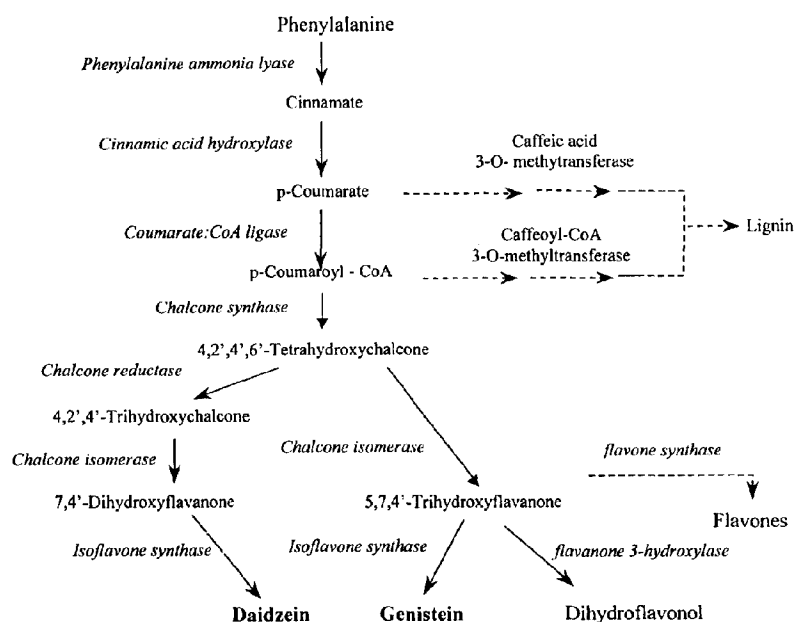 Phenylalanine
Phenylalanine ammonia lyase
Cinnamate
Cinnamic acid hydroxylase
Caffeic acid
3-O- methytransferase
p-Coumarate
Lignin
Coumarate:CoA ligase
Caffeoyl-CoA
3-O-methyltransferase
p-Coumaroyl - CoA
Chalcone synthase
4,2',4',6'-Tetrahydroxychalcone
Chalcone reductase
4,2',4'-Trihydroxychalcone
Chalcone isomerase
Chalcone isomerase
flavone synthase
7,4'-Dihydroxyflavanone
5,7,4'-Trihydroxyflavanone
Flavones
Isoflavone synthase
Isoflavone synthase
flavanone 3-hydroxylase
Daidzein
Genistein
Dihydroflavonol